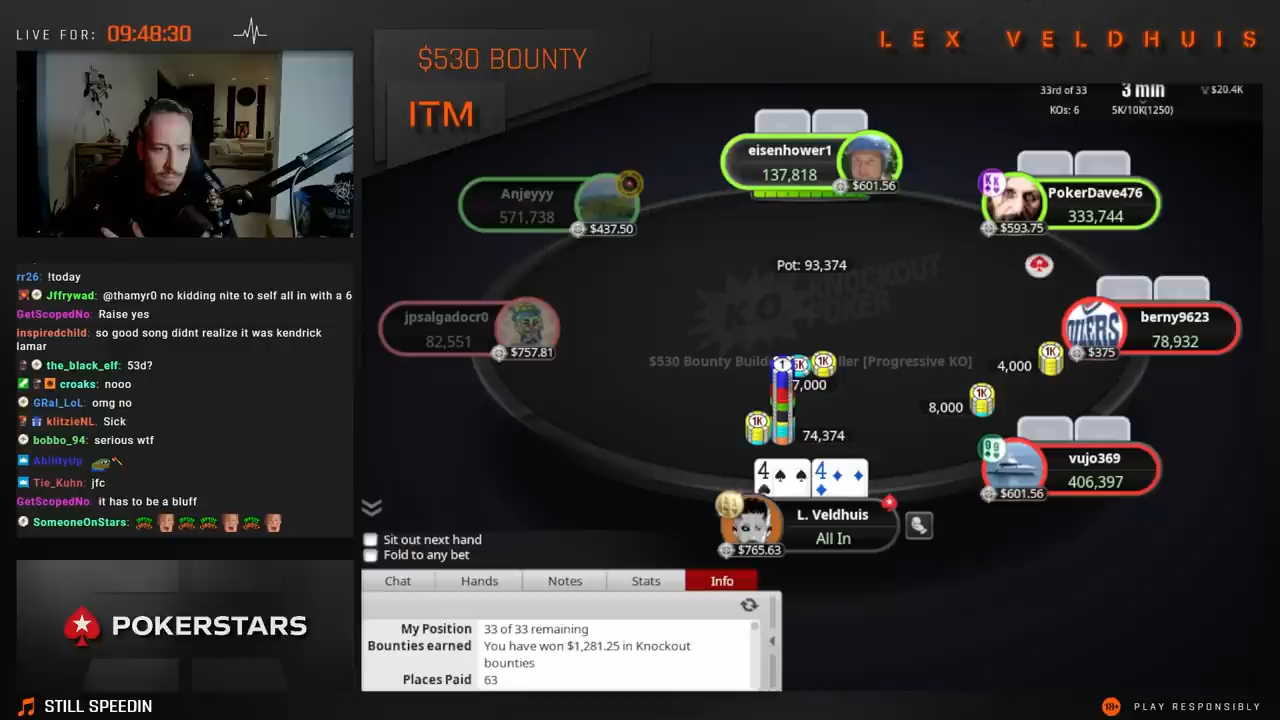 LIVE FOR: 09:48:30
$530 BOUNTY
ITM
LEX VELDHUIS
33rd of 33
3 min
$20.4K
KOs: 6
5K/10K(1250)
eisenhower1
137,818
$601.56
Anjeyyy
571,738
$437.50
PokerDave476
333,744
$593.75
Pot: 93,374
KNOCKOUT
POKER
jpsalgadocr0
82,551
$757.81
berny9623
78,932
$375
4,000
8,000
7,000
74,374
vujo369
406,397
$601.56
4 4
L. Veldhuis
All In
$765.63
rr26: !today
Jffrywad: @thamyr0 no kidding nite to self all in with a 6
GetScopedNo: Raise yes
inspiredchild: so good song didnt realize it was kendrick
lamar
the_black_elf: 53d?
croaks: nooo
GRal_LoL: omg no
klitzieNL: Sick
bobbo_94: serious wtf
AbilityUp
Tie_Kuhn: jfc
GetScopedNo: it has to be a bluff
SomeoneOnStars:
Sit out next hand
Fold to any bet
Chat Hands Notes Stats Info
My Position 33 of 33 remaining
Bounties earned You have won $1,281.25 in Knockout
bounties
Places Paid 63
POKERSTARS
STILL SPEEDIN
18+ PLAY RESPONSIBLY